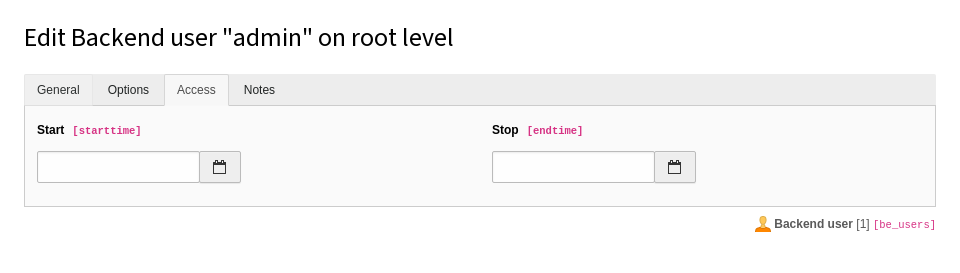 Edit Backend user "admin" on root level
General Options Access Notes
Start [starttime] Stop [endtime]
Backend user [1] [be_users]